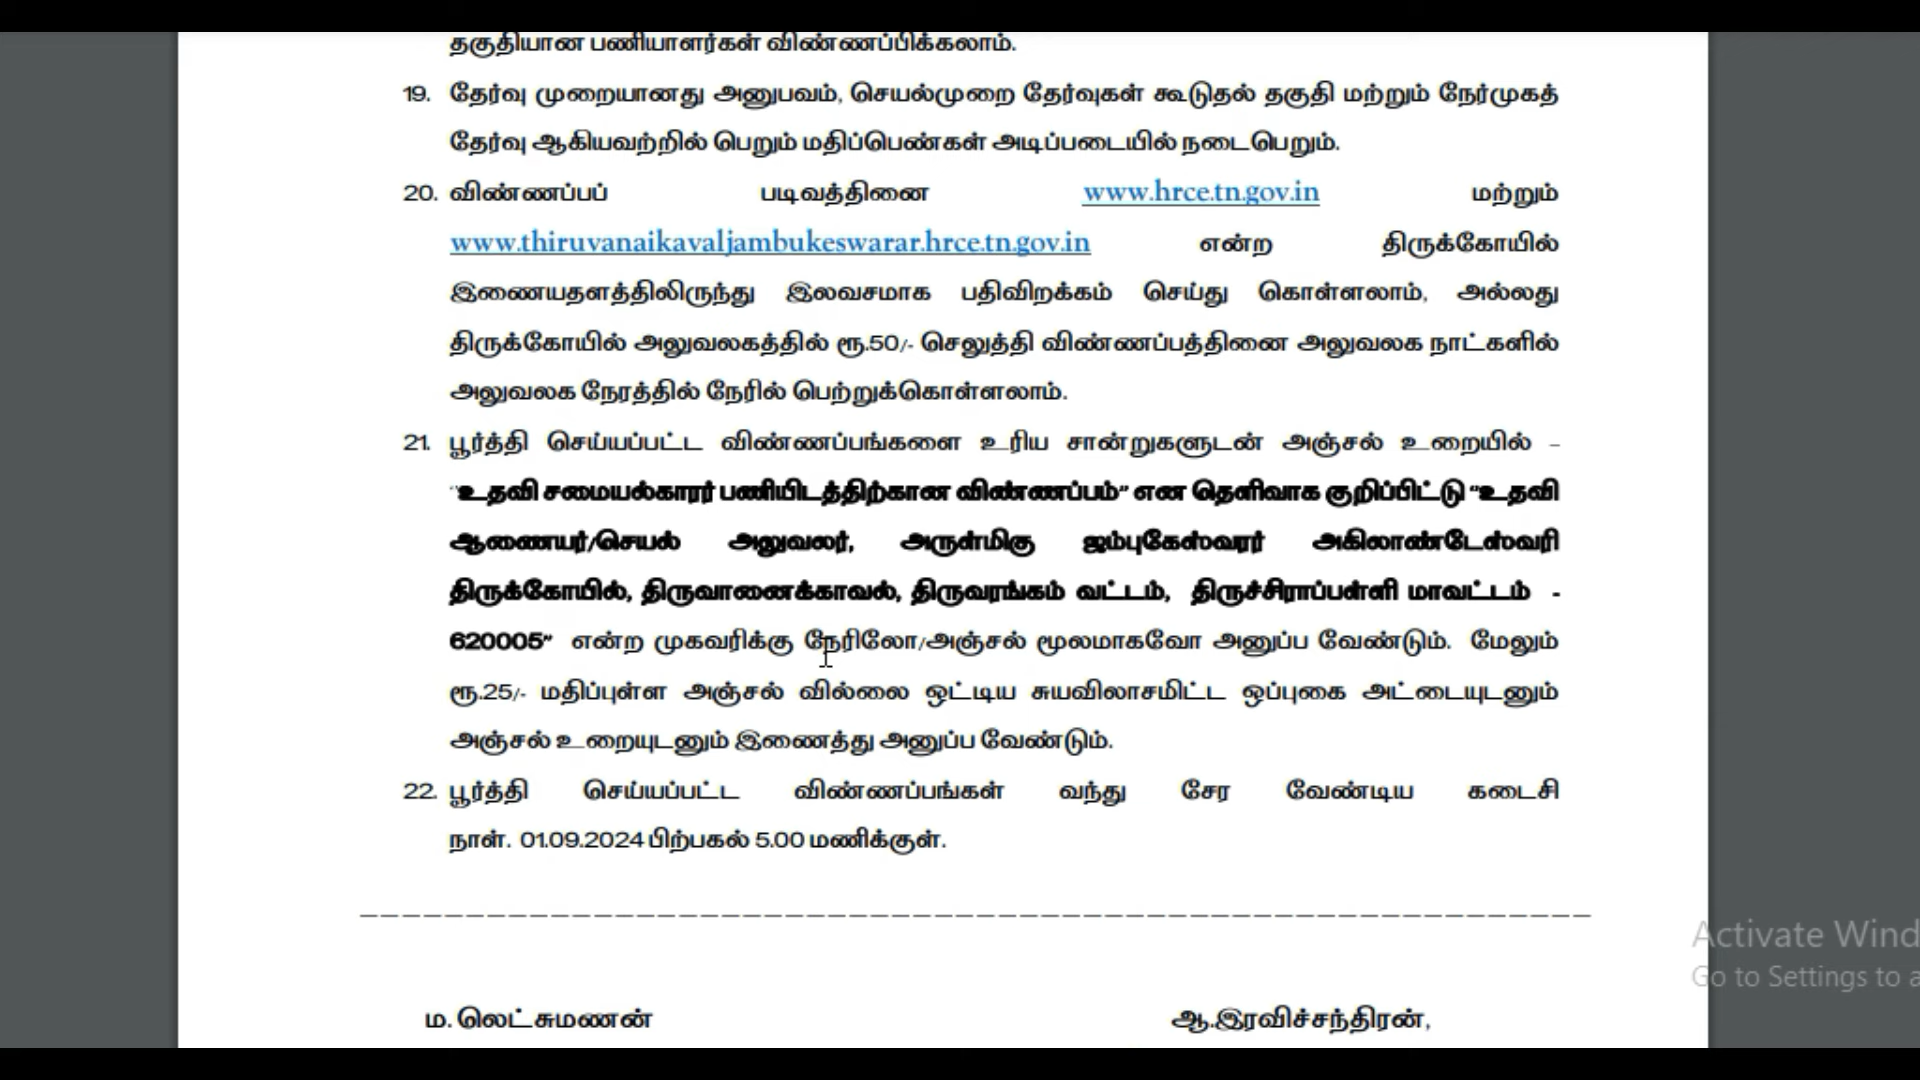 தகுதியான பணியாளர்கள் விண்ணப்பிக்கலாம்.
19. தேர்வு முறையானது அனுபவம், செயல்முறை தேர்வுகள் கூடுதல் தகுதி மற்றும் நேர்முகத்
தேர்வு ஆகியவற்றில் பெறும் மதிப்பெண்கள் அடிப்படையில் நடைபெறும்.
20. விண்ணப்பப் படிவத்தினை www.hrce.tn.gov.in மற்றும்
www.thiruvanaikavaljambukeswarar.hrce.tn.gov.in என்ற திருக்கோயில்
இணையதளத்திலிருந்து இலவசமாக பதிவிறக்கம் செய்து கொள்ளலாம், அல்லது
திருக்கோயில் அலுவலகத்தில் ரூ.50/- செலுத்தி விண்ணப்பத்தினை அலுவலக நாட்களில்
அலுவலக நேரத்தில் நேரில் பெற்றுக்கொள்ளலாம்.
21. பூர்த்தி செய்யப்பட்ட விண்ணப்பங்களை உரிய சான்றுகளுடன் அஞ்சல் உறையில் –
"உதவி சமையல்காரர் பணியிடத்திற்கான விண்ணப்பம்" என தெளிவாக குறிப்பிட்டு "உதவி
ஆணையர்/செயல் அலுவலர், அருள்மிகு ஜம்புகேஸ்வரர் அகிலாண்டேஸ்வரி
திருக்கோயில், திருவானைக்காவல், திருவரங்கம் வட்டம், திருச்சிராப்பள்ளி மாவட்டம் -
620005" என்ற முகவரிக்கு நேரிலோ/அஞ்சல் மூலமாகவோ அனுப்ப வேண்டும். மேலும்
ரூ.25/- மதிப்புள்ள அஞ்சல் வில்லை ஒட்டிய சுயவிலாசமிட்ட ஒப்புகை அட்டையுடனும்
அஞ்சல் உறையுடனும் இணைத்து அனுப்ப வேண்டும்.
22. பூர்த்தி செய்யப்பட்ட விண்ணப்பங்கள் வந்து சேர வேண்டிய கடைசி
நாள். 01.09.2024 பிற்பகல் 5.00 மணிக்குள்.
Activate Wind
Go to Settings to a
ம. லெட்சுமணன் ஆ.இரவிச்சந்திரன்,